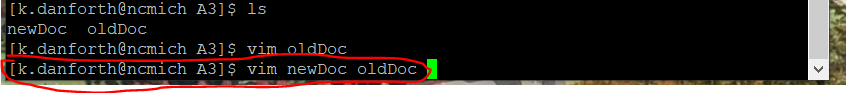 [k.danforth@ncmich A3]$ ls
newDoc  oldDoc
[k.danforth@ncmich A3]$ vim oldDoc
[k.danforth@ncmich A3]$ vim newDoc oldDoc